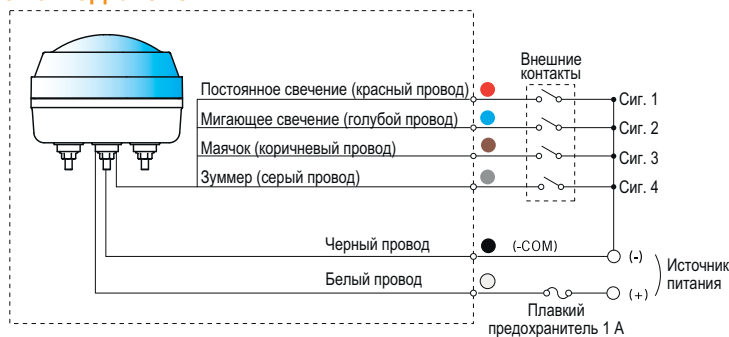 Внешние
контакты
Постоянное свечение (красный провод)
Сиг. 1
Мигающее свечение (голубой провод)
Сиг. 2
Маячок (коричневый провод)
Сиг. 3
Зуммер (серый провод)
Сиг. 4
Черный провод
(-COM)
(-)
Источник
питания
Белый провод
(+)
Плавкий
предохранитель 1 А